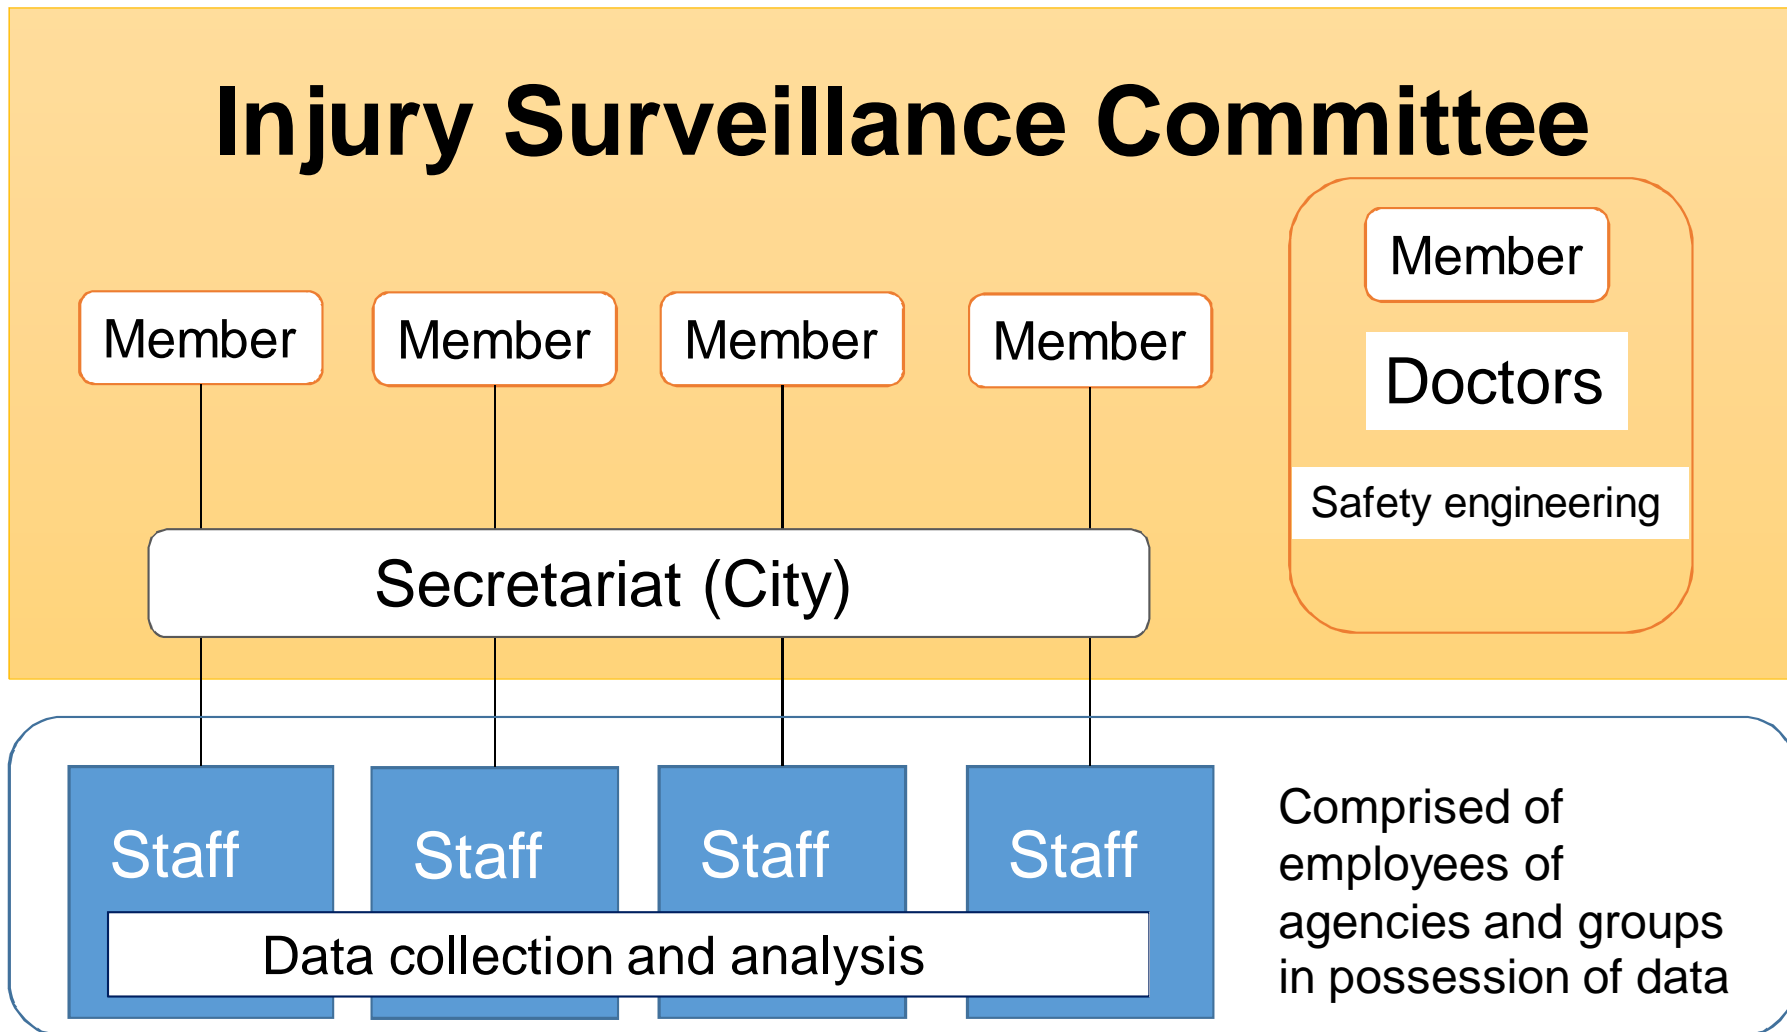 Injury Surveillance Committee
Member
Member
Member
Member
Member
Doctors
Safety engineering
Secretariat (City)
Staff
Staff
Staff
Staff
Data collection and analysis
Comprised of
employees of
agencies and groups
in possession of data